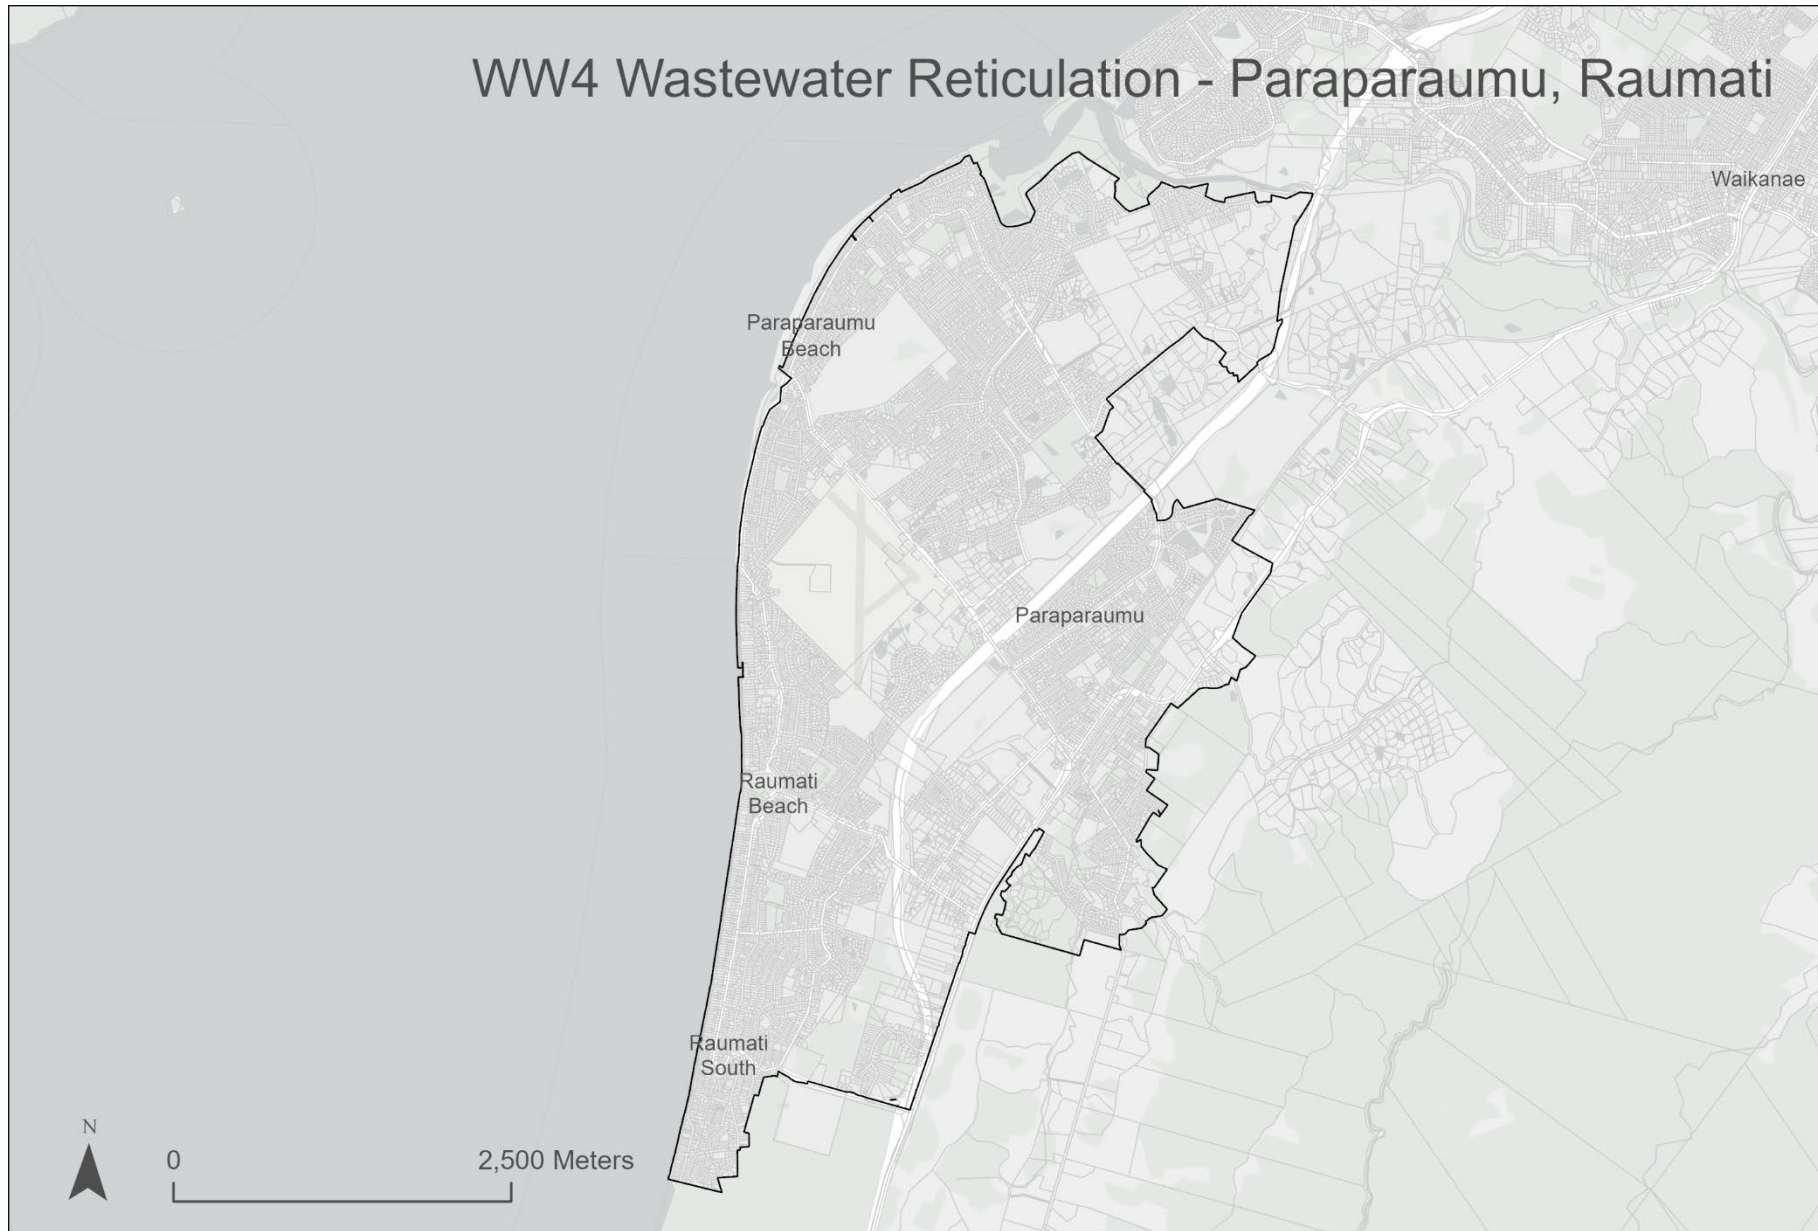 WW4 Wastewater Reticulation - Paraparaumu, Raumati
Waikanae
Paraparaumu
Beach
Paraparaumu
Raumati
Beach
Raumati
South
N
0
2,500 Meters